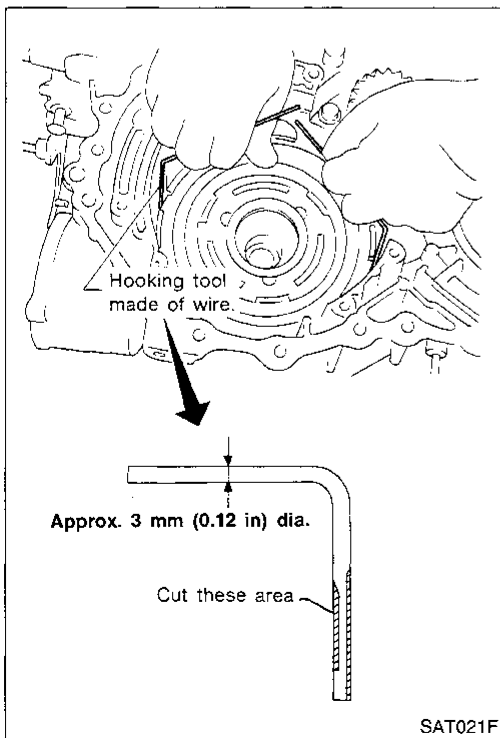 Hooking tool
made of wire.
Approx. 3 mm (0.12 in) dia.
Cut these area
SAT021F